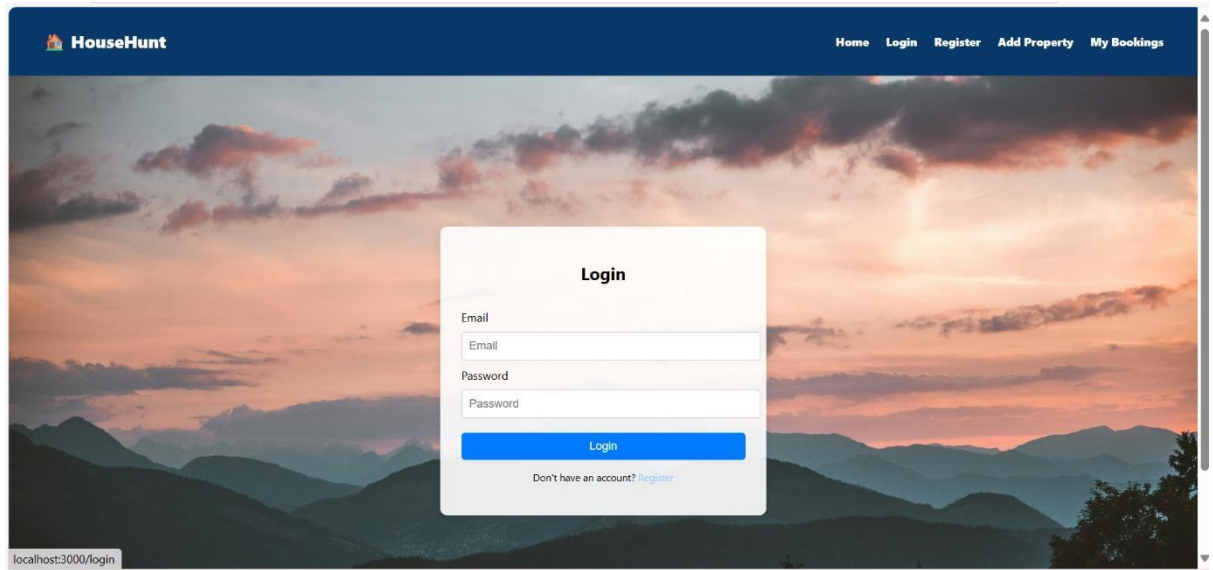 HouseHunt
Home Login Register Add Property My Bookings
Login
Email
Email
Password
Password
Login
Don't have an account? Register
localhost:3000/login